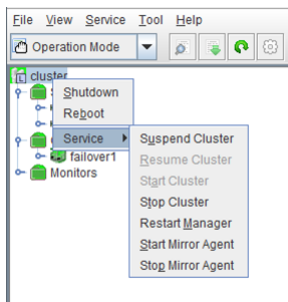 File View Service Tool Help
Operation Mode
cluster
Shutdown
Reboot
Service
Suspend Cluster
Resume Cluster
Start Cluster
Stop Cluster
Restart Manager
Start Mirror Agent
Stop Mirror Agent
failover1
Monitors